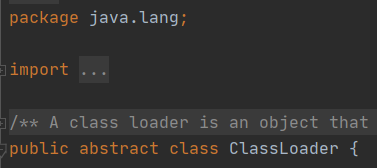 package java.lang;
import ...
/** A class loader is an object that
public abstract class ClassLoader {